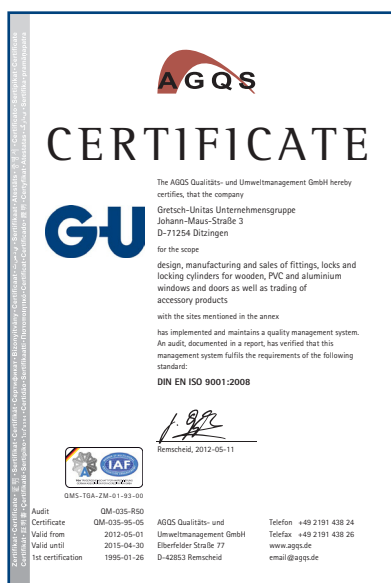 AGQS
CERTIFICATE
The AGQS Qualitäts- und Umweltmanagement GmbH hereby
certifies, that the company
G-U
Gretsch-Unitas Unternehmensgruppe
Johann-Maus-Straße 3
D-71254 Ditzingen
for the scope
design, manufacturing and sales of fittings, locks and
locking cylinders for wooden, PVC and aluminium
windows and doors as well as trading of
accessory products
with the sites mentioned in the annex
has implemented and maintains a quality management system.
An audit, documented in a report, has verified that this
management system fulfils the requirements of the following
standard:
DIN EN ISO 9001:2008
Remscheid, 2012-05-11
IAF
QMS-TGA-ZM-01-93-00
Audit QM-035-R50
Certificate QM-035-95-05
Valid from 2012-05-01
Valid until 2015-04-30
1st certification 1995-01-26
AGQS Qualitäts- und
Umweltmanagement GmbH
Elberfelder Straße 77
D-42853 Remscheid
Telefon +49 2191 438 24
Telefax +49 2191 438 26
www.agqs.de
email@agqs.de